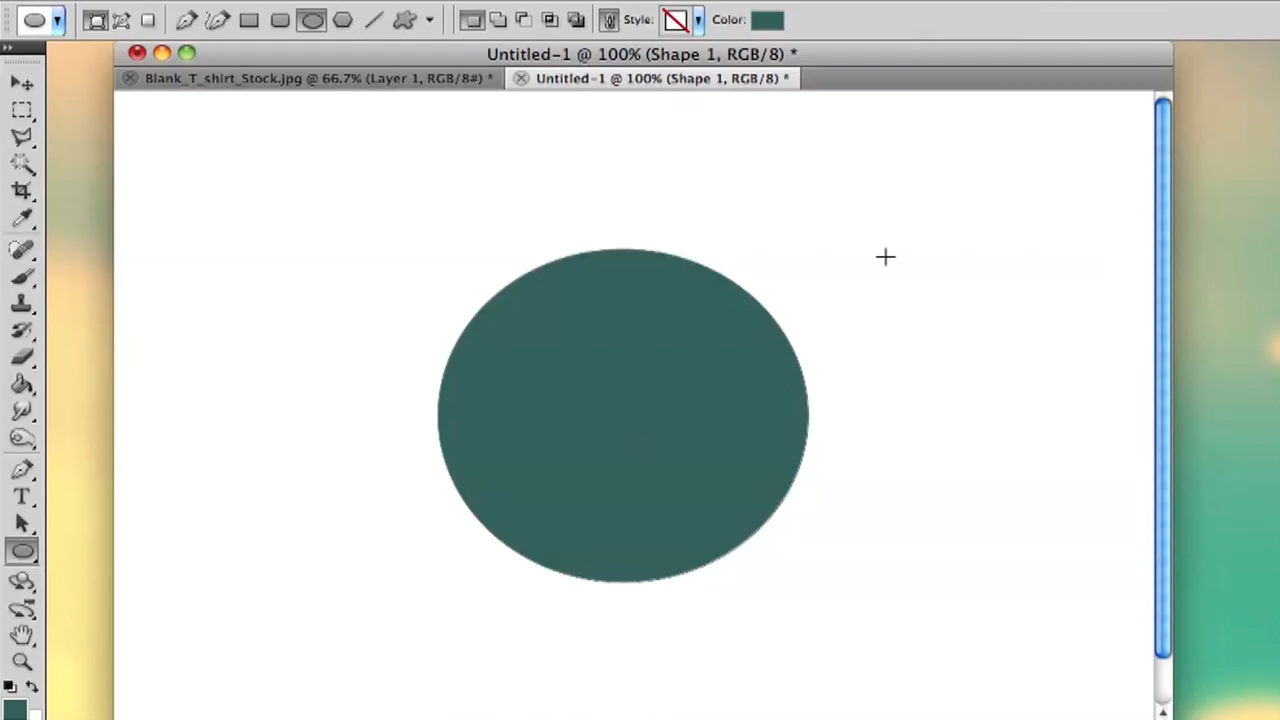 Style: Color:
Untitled-1 @ 100% (Shape 1, RGB/8) *
Blank_T_shirt_Stock.jpg @ 66.7% (Layer 1, RGB/8#) * Untitled-1 @ 100% (Shape 1, RGB/8) *
T